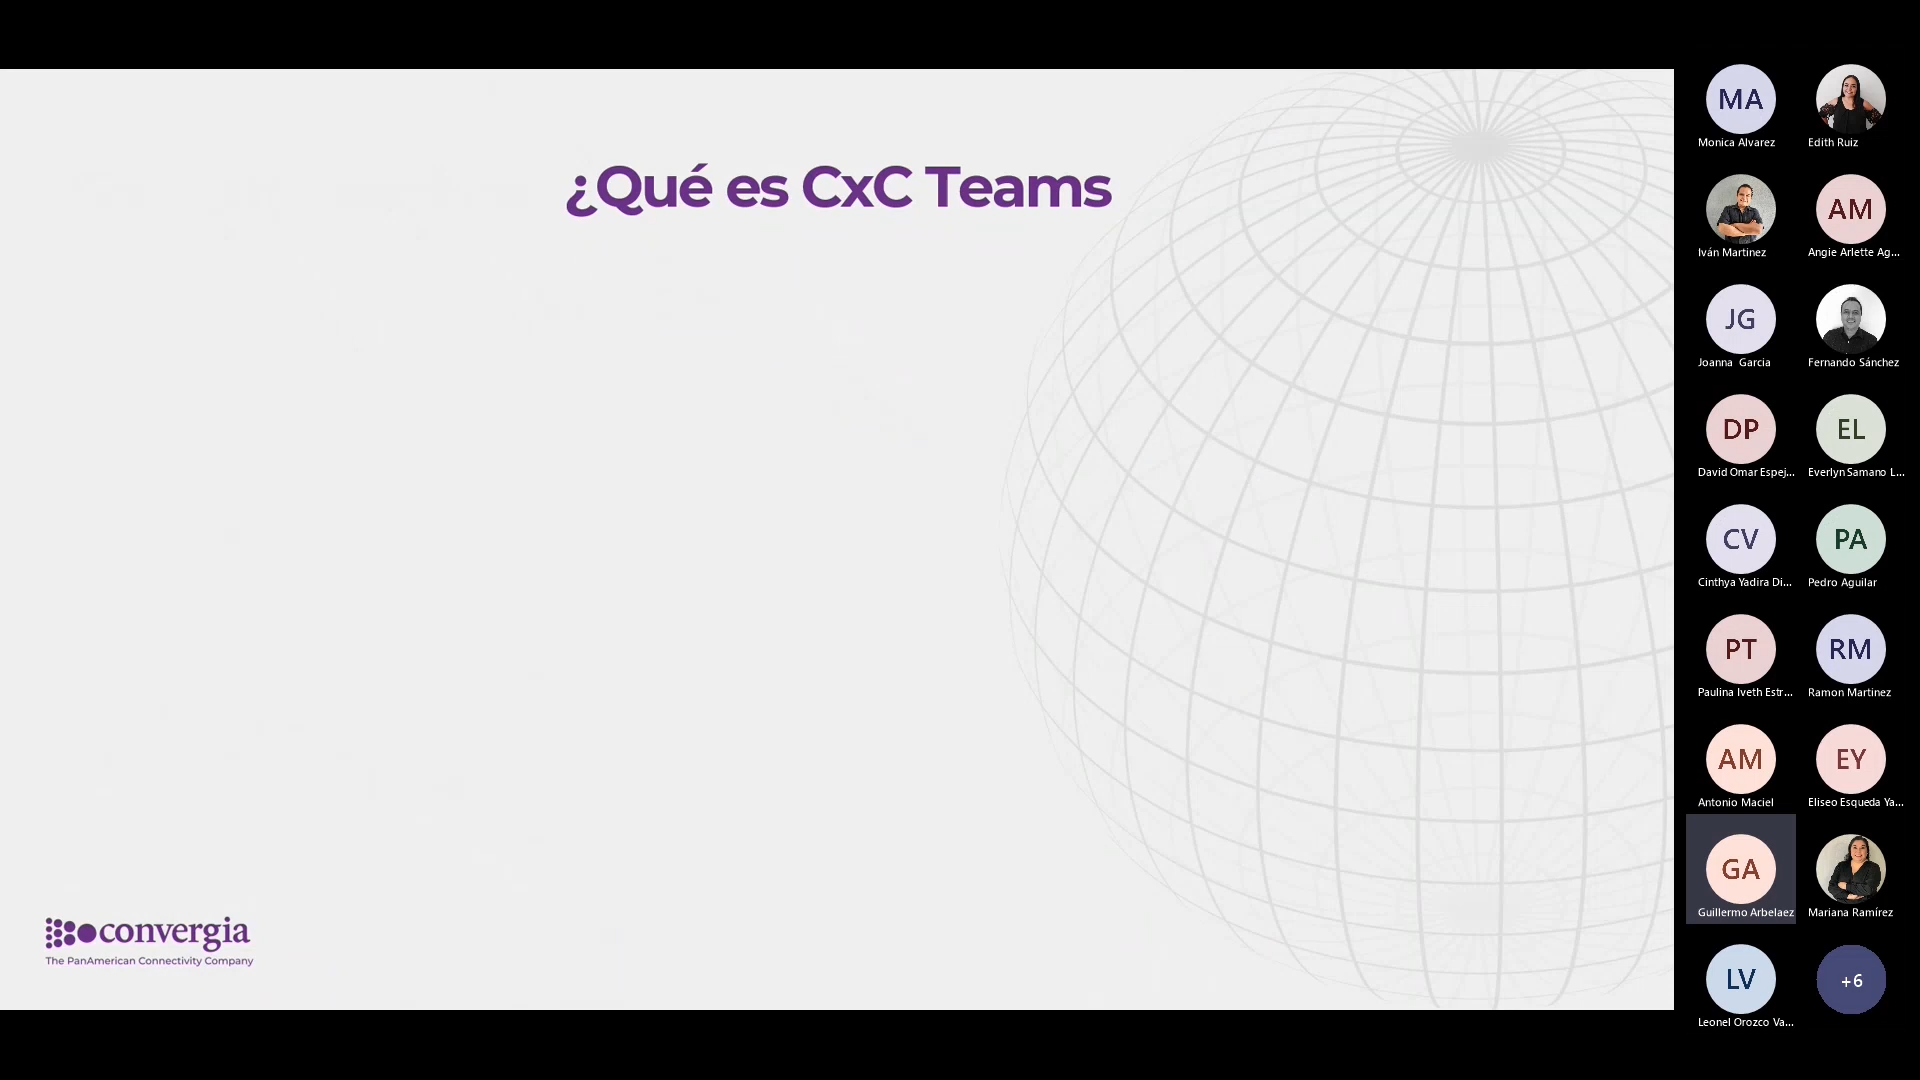 ¿Qué es CxC Teams
convergia
The PanAmerican Connectivity Company
MA
Monica Alvarez
Edith Ruiz
Iván Martinez
AM
Angie Arlette Ag...
JG
Joanna Garcia
Fernando Sánchez
DP
David Omar Espej...
EL
Everlyn Samano L...
CV
Cinthya Yadira Di...
PA
Pedro Aguilar
PT
Paulina Iveth Estr...
RM
Ramon Martinez
AM
Antonio Maciel
EY
Eliseo Esqueda Ya...
GA
Guillermo Arbelaez
Mariana Ramírez
LV
Leonel Orozco Va...
+6